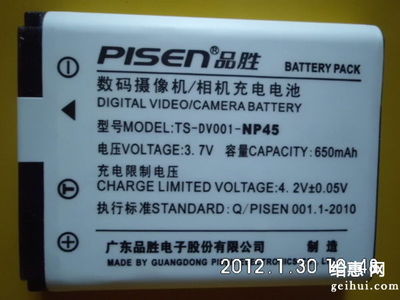 PISEN®品胜 BATTERY PACK
数码摄像机/相机充电电池
DIGITAL VIDEO/CAMERA BATTERY
型号MODEL:TS-DV001-NP45
电压VOLTAGE:3.7V 容量CAPACITY:650mAh
充电限制电压
CHARGE LIMITED VOLTAGE:4.2V±0.05V
执行标准STANDARD:Q/PISEN 001.1-2010
广东品胜电子股份有限公司 制造
MADE BY GUANGDONG
2012.1.30
给惠网
geihui.com